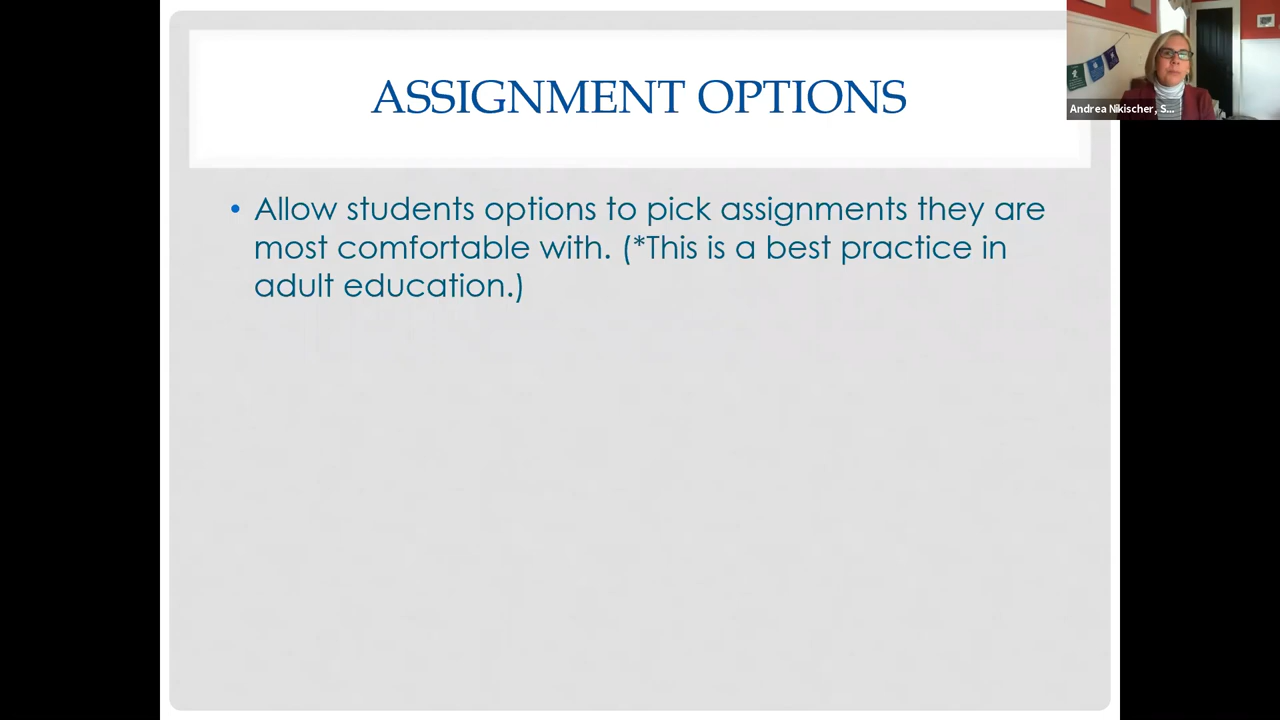 ASSIGNMENT OPTIONS
Andrea Nikischer, S...
• Allow students options to pick assignments they are
most comfortable with. (*This is a best practice in
adult education.)